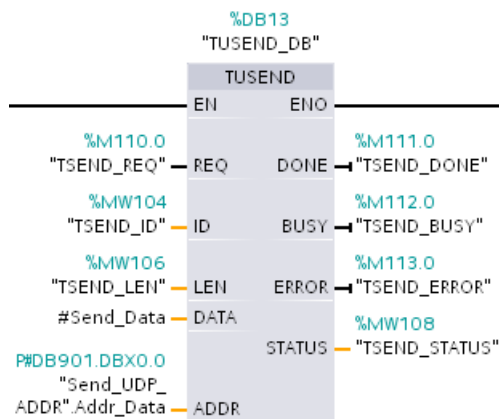 %DB13
"TUSEND_DB"
TUSEND
EN ENO
%M110.0 %M111.0
"TSEND_REQ" REQ DONE "TSEND_DONE"
%MW104 %M112.0
"TSEND_ID" ID BUSY "TSEND_BUSY"
%MW106 %M113.0
"TSEND_LEN" LEN ERROR "TSEND_ERROR"
#Send_Data DATA %MW108
STATUS "TSEND_STATUS"
P#DB901.DBX0.0
"Send_UDP_
ADDR".Addr_Data ADDR